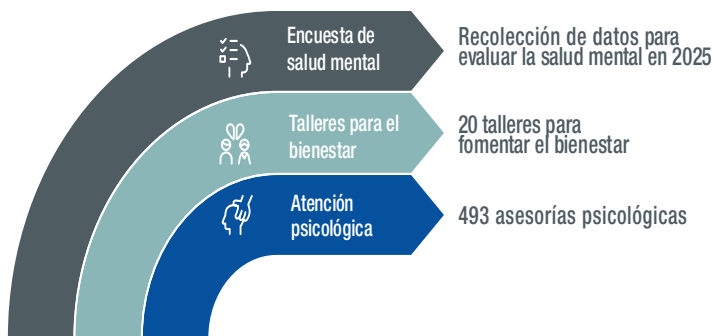 Encuesta de
salud mental
Recolección de datos para
evaluar la salud mental en 2025
Talleres para el
bienestar
20 talleres para
fomentar el bienestar
Atención
psicológica
493 asesorías psicológicas